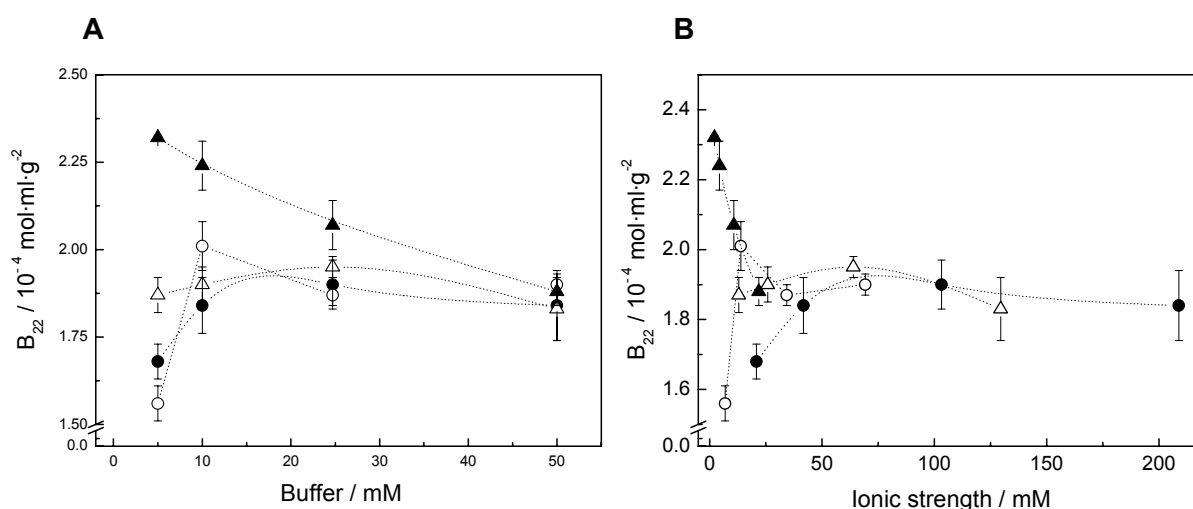 A
B
2.50
2.25
2.00
1.75
1.50
0.0
B₂₂ / 10⁻⁴ mol·ml·g⁻²
0 10 20 30 40 50
Buffer / mM
2.4
2.2
2.0
1.8
1.6
0.0
B₂₂ / 10⁻⁴ mol·ml·g⁻²
0 50 100 150 200
Ionic strength / mM